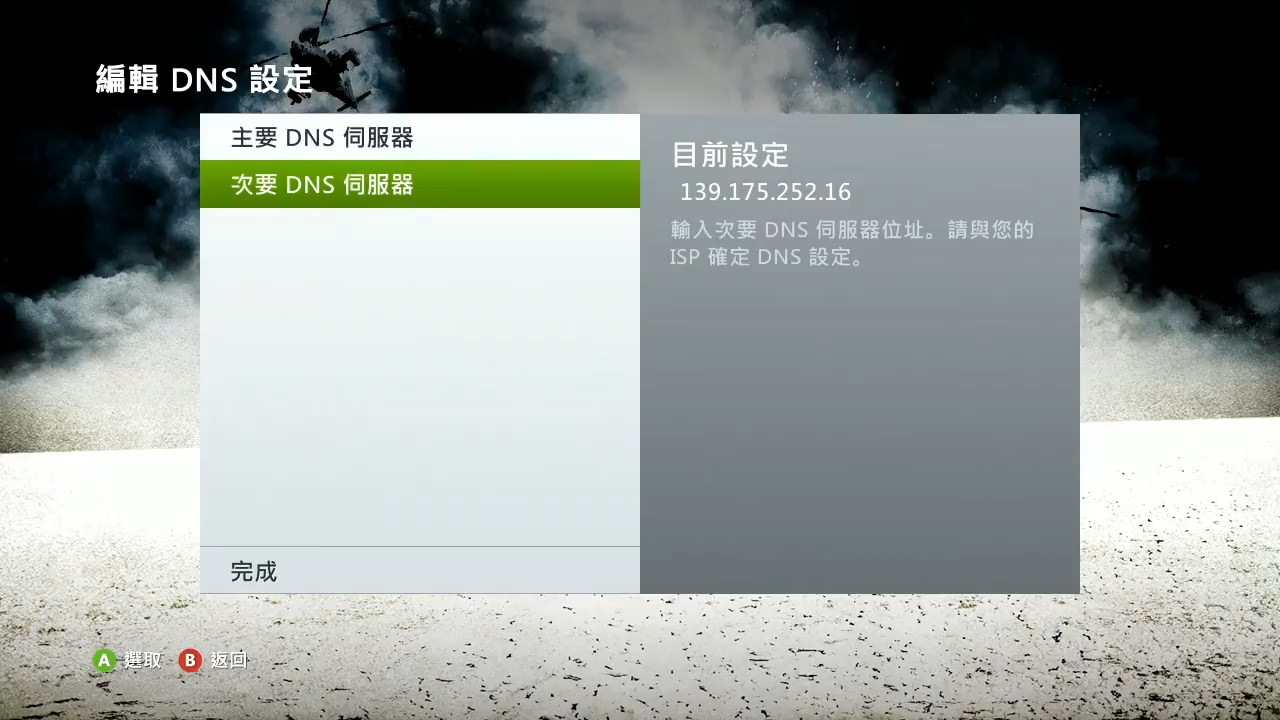 編輯 DNS 設定
主要 DNS 伺服器
次要 DNS 伺服器
完成
目前設定
139.175.252.16
輸入次要 DNS 伺服器位址。請與您的
ISP 確定 DNS 設定。
A 選取 B 返回